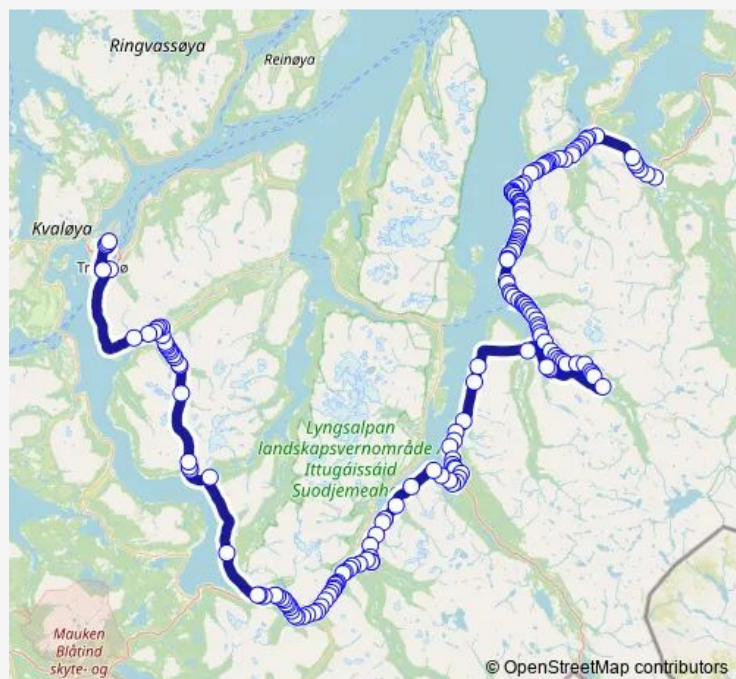 Ringvassøya
Reinøya
Kvaløya
Lyngsalpan
landskapsvernområde /
Ittugáissáid
Suodjemeah
Mauken
Blåtind
skyte- og
© OpenStreetMap contributors